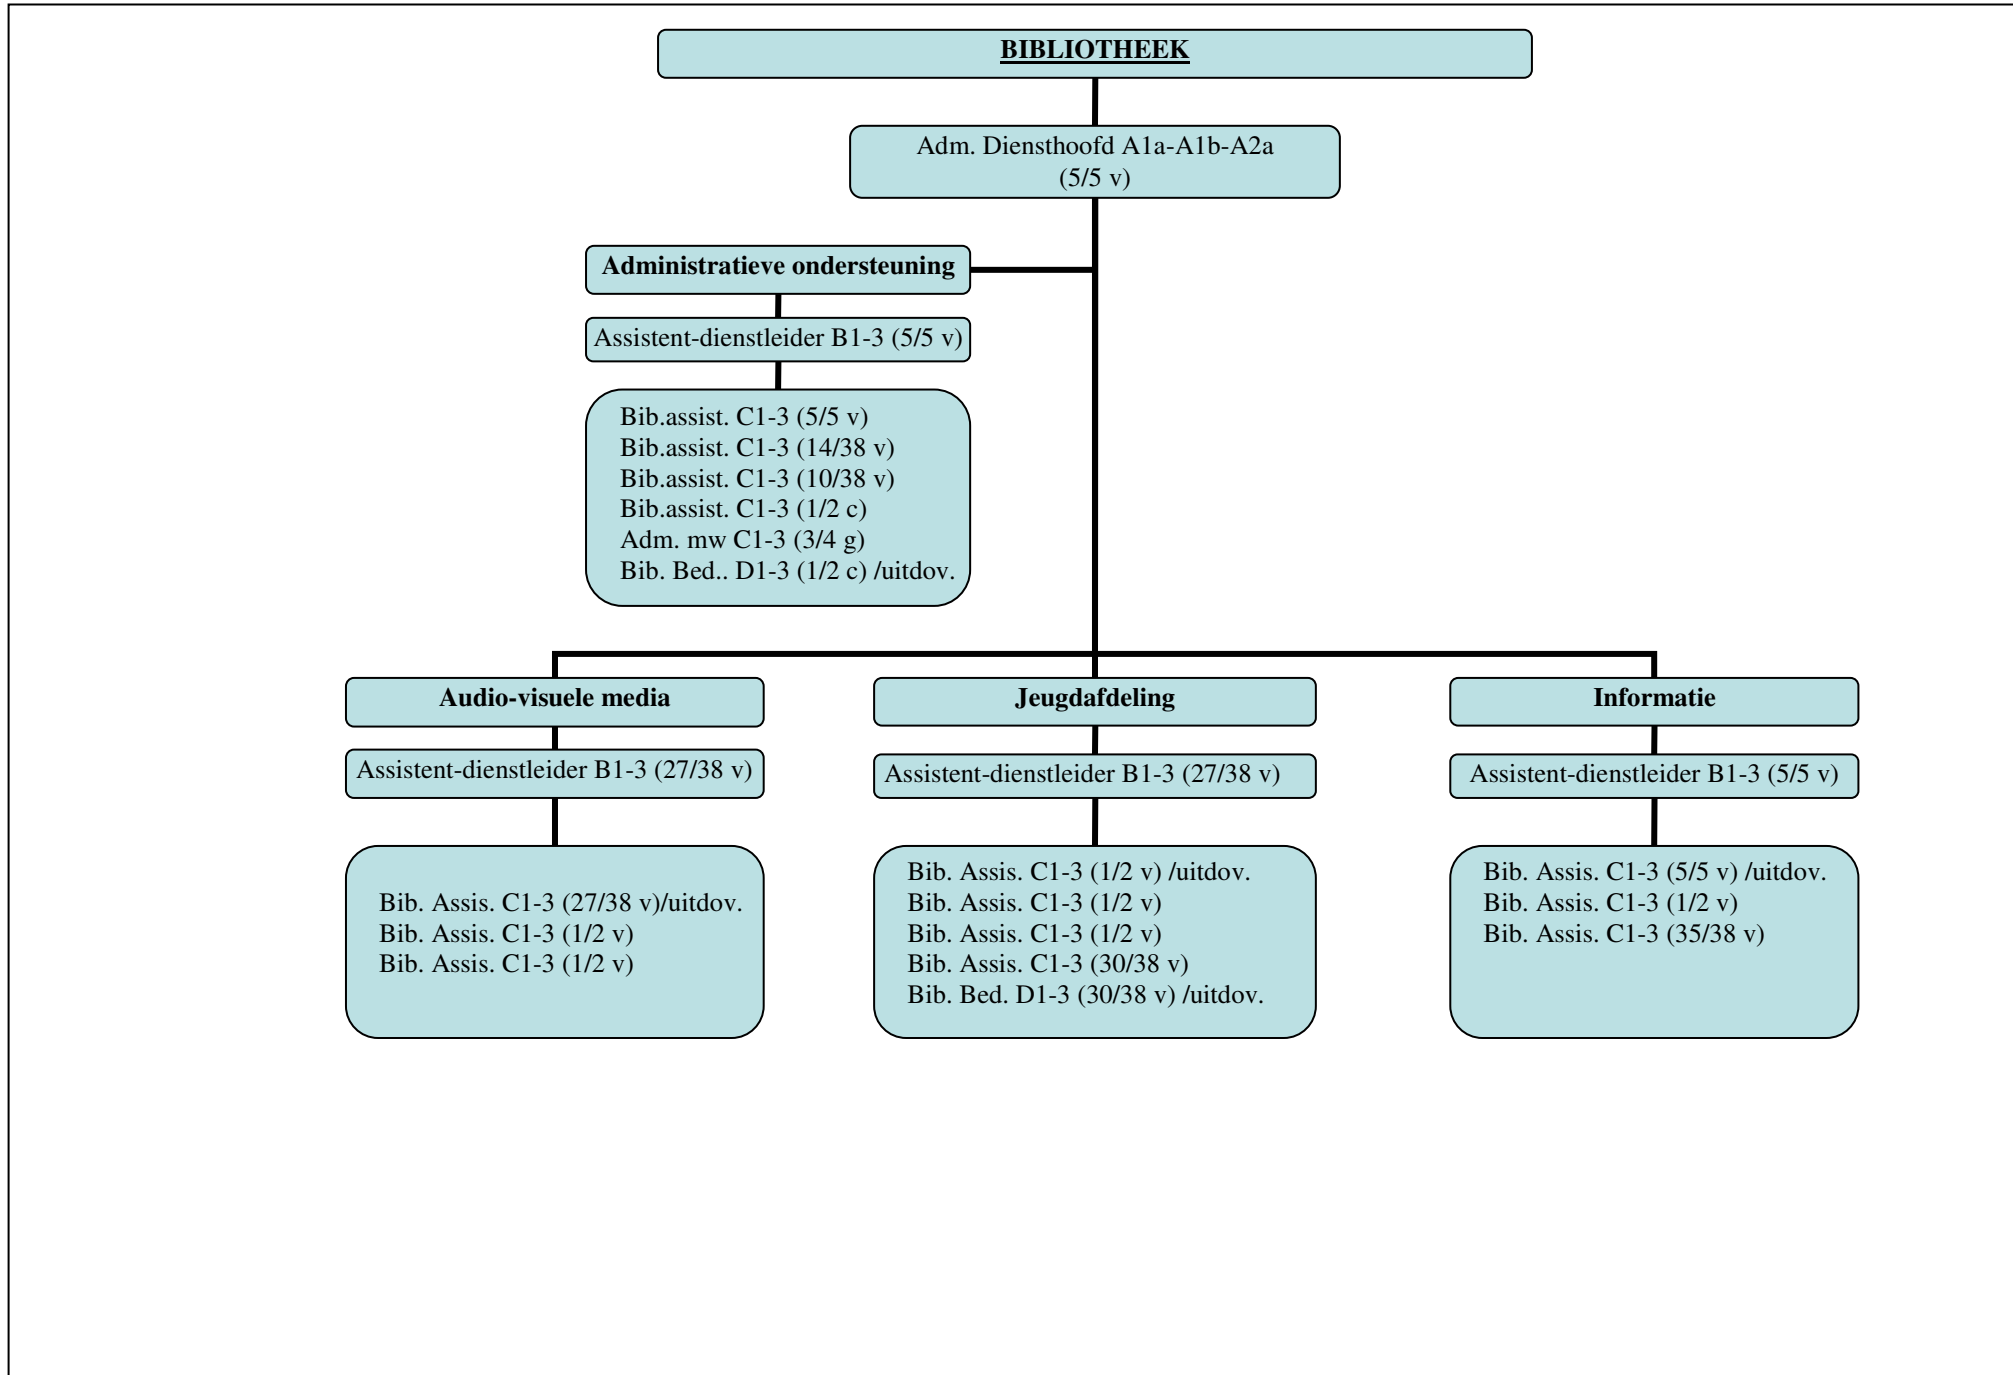 BIBLIOTHEEK
Adm. Diensthoofd A1a-A1b-A2a
(5/5 v)
Administratieve ondersteuning
Assistent-dienstleider B1-3 (5/5 v)
Bib.assist. C1-3 (5/5 v)
Bib.assist. C1-3 (14/38 v)
Bib.assist. C1-3 (10/38 v)
Bib.assist. C1-3 (1/2 c)
Adm. mw C1-3 (3/4 g)
Bib. Bed.. D1-3 (1/2 c) /uitdov.
Audio-visuele media
Assistent-dienstleider B1-3 (27/38 v)
Bib. Assis. C1-3 (27/38 v)/uitdov.
Bib. Assis. C1-3 (1/2 v)
Bib. Assis. C1-3 (1/2 v)
Jeugdafdeling
Assistent-dienstleider B1-3 (27/38 v)
Bib. Assis. C1-3 (1/2 v) /uitdov.
Bib. Assis. C1-3 (1/2 v)
Bib. Assis. C1-3 (1/2 v)
Bib. Assis. C1-3 (30/38 v)
Bib. Bed. D1-3 (30/38 v) /uitdov.
Informatie
Assistent-dienstleider B1-3 (5/5 v)
Bib. Assis. C1-3 (5/5 v) /uitdov.
Bib. Assis. C1-3 (1/2 v)
Bib. Assis. C1-3 (35/38 v)